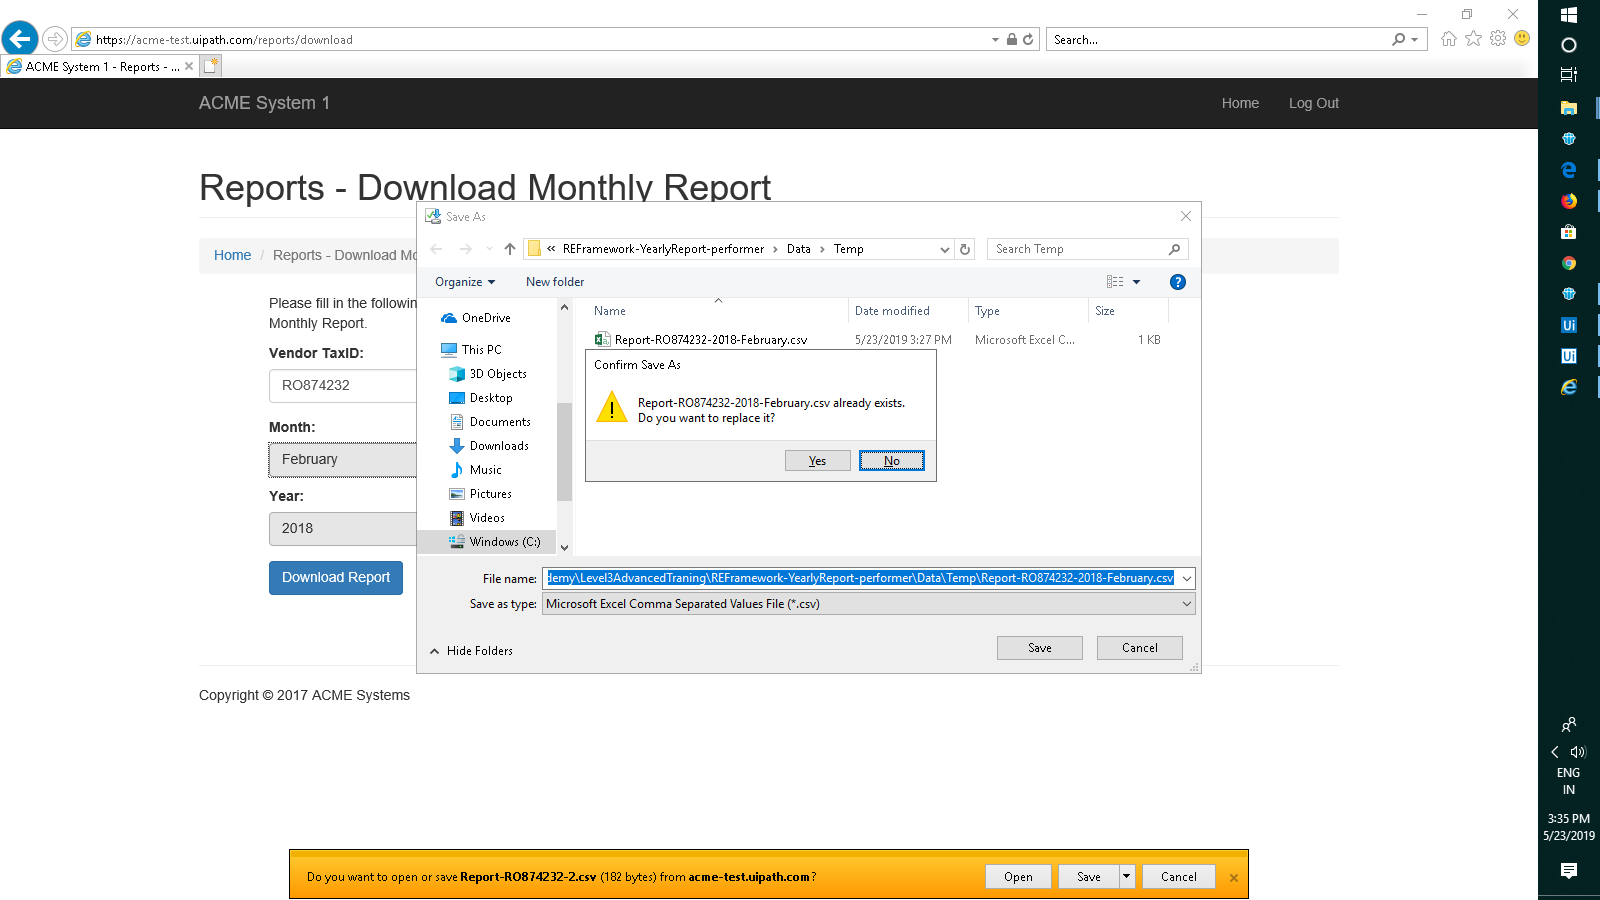 https://acme-test.uipath.com/reports/download
Search...
ACME System 1 - Reports - ...
ACME System 1
Home
Log Out
Reports - Download Monthly Report
Save As
« REFramework-YearlyReport-performer > Data > Temp
Search Temp
Home / Reports - Download Mo
Organize
New folder
Name
Date modified
Type
Size
OneDrive
This PC
3D Objects
Desktop
Documents
Downloads
Music
Pictures
Videos
Windows (C:)
Report-RO874232-2018-February.csv
5/23/2019 3:27 PM
Microsoft Excel C...
1 KB
Please fill in the followin
Monthly Report.
Vendor TaxID:
RO874232
Month:
February
Year:
2018
Download Report
Confirm Save As
Report-RO874232-2018-February.csv already exists.
Do you want to replace it?
Yes
No
File name:
demy\Level3AdvancedTraning\REFramework-YearlyReport-performer\Data\Temp\Report-RO874232-2018-February.csv
Save as type:
Microsoft Excel Comma Separated Values File (*.csv)
Hide Folders
Save
Cancel
Copyright © 2017 ACME Systems
Do you want to open or save Report-RO874232-2.csv (182 bytes) from acme-test.uipath.com?
Open
Save
Cancel
Ui
Ui
ENG
IN
3:35 PM
5/23/2019